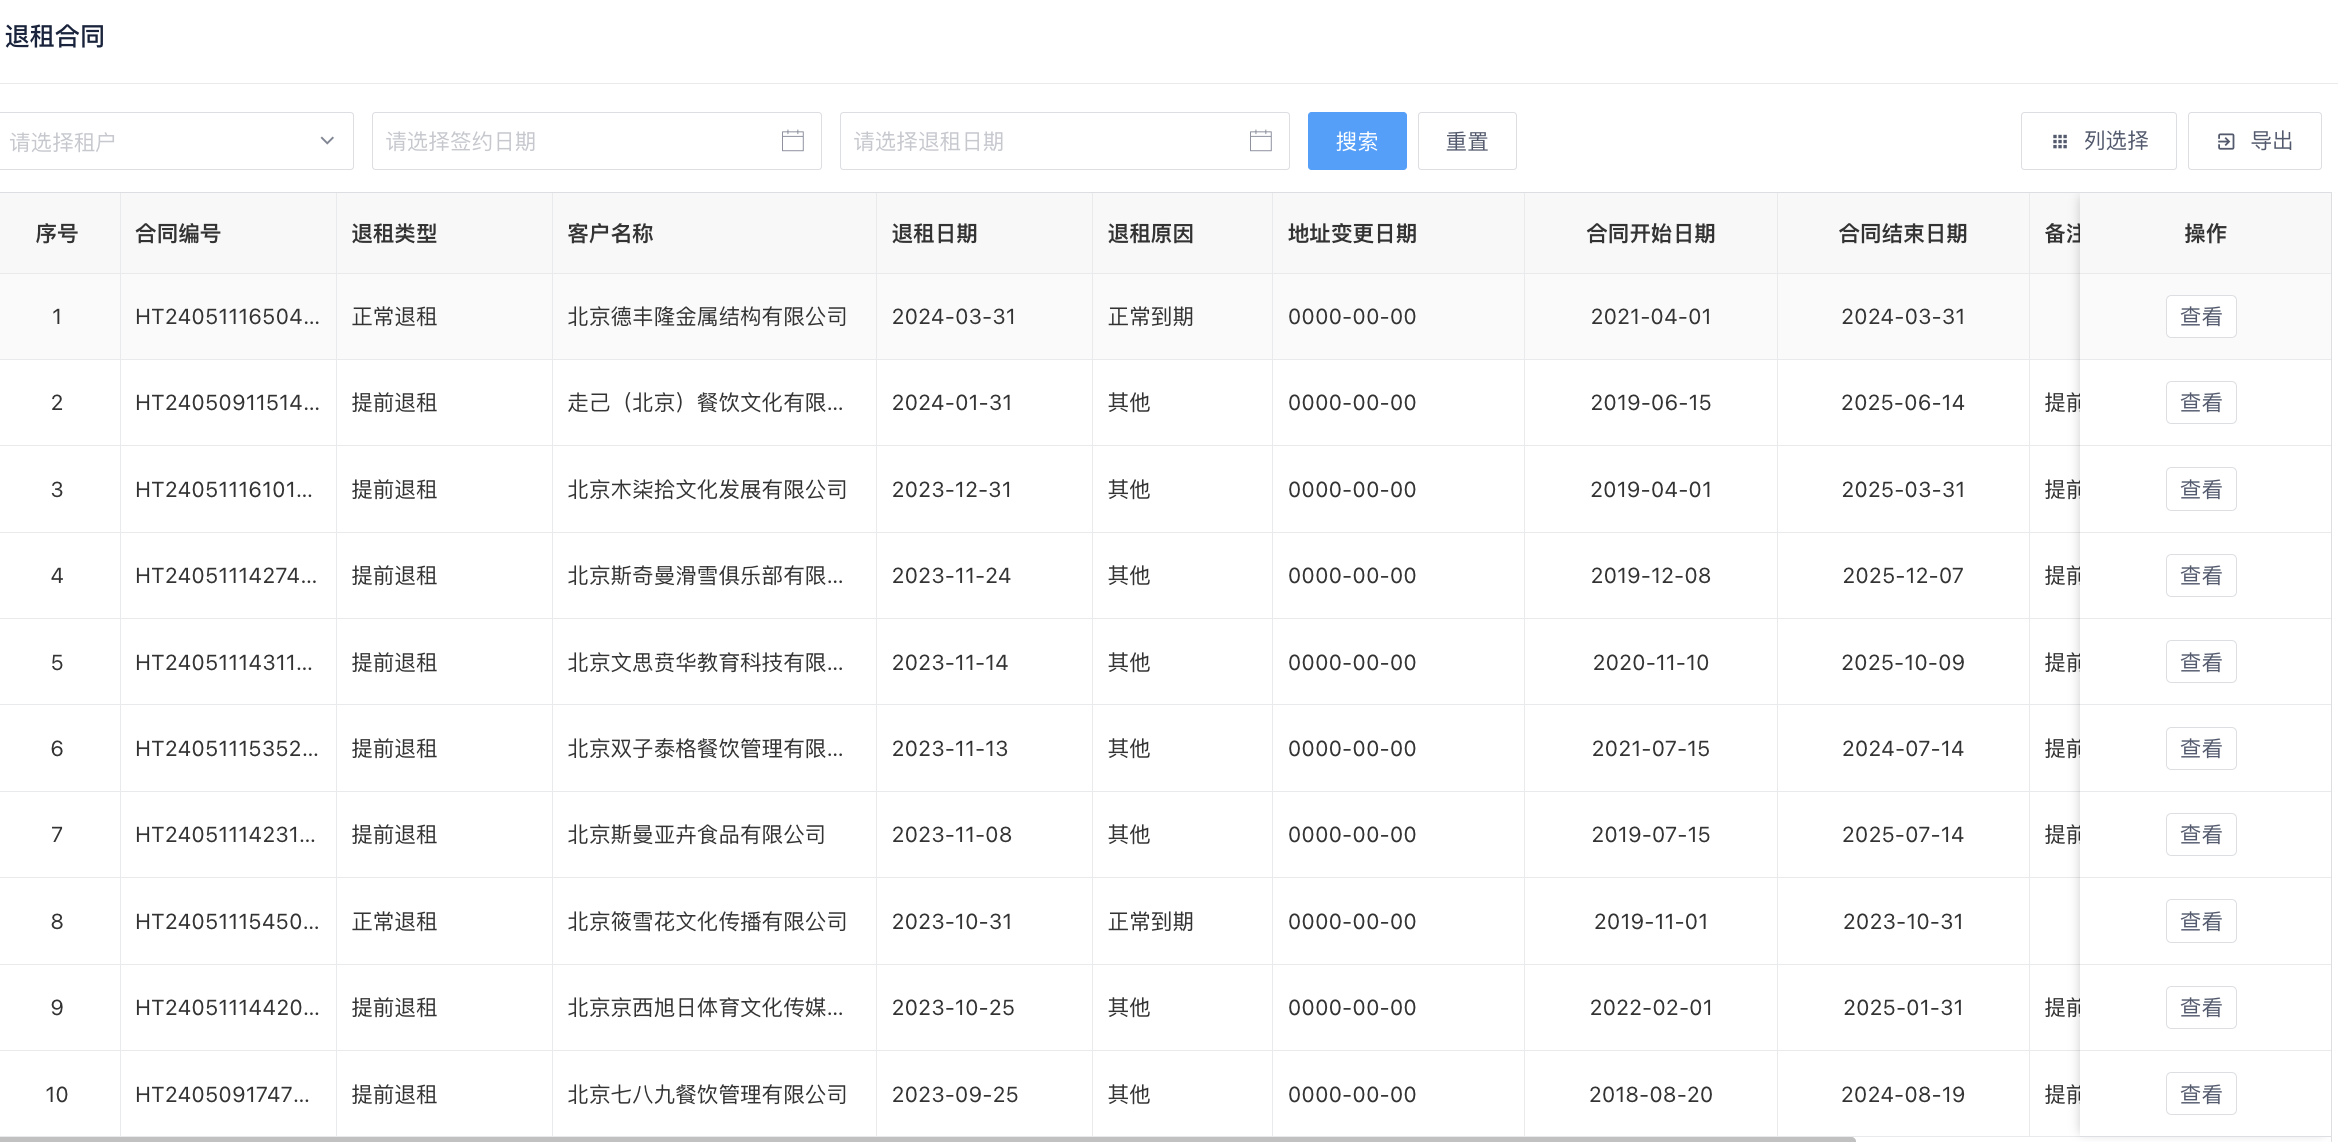 退租合同
请选择租户 请选择签约日期 请选择退租日期 搜索 重置 列选择 导出
序号 合同编号 退租类型 客户名称 退租日期 退租原因 地址变更日期 合同开始日期 合同结束日期 备注 操作
1 HT24051116504... 正常退租 北京德丰隆金属结构有限公司 2024-03-31 正常到期 0000-00-00 2021-04-01 2024-03-31 查看
2 HT24050911514... 提前退租 走己（北京）餐饮文化有限... 2024-01-31 其他 0000-00-00 2019-06-15 2025-06-14 提前 查看
3 HT24051116101... 提前退租 北京木柒拾文化发展有限公司 2023-12-31 其他 0000-00-00 2019-04-01 2025-03-31 提前 查看
4 HT24051114274... 提前退租 北京斯奇曼滑雪俱乐部有限... 2023-11-24 其他 0000-00-00 2019-12-08 2025-12-07 提前 查看
5 HT24051114311... 提前退租 北京文思贲华教育科技有限... 2023-11-14 其他 0000-00-00 2020-11-10 2025-10-09 提前 查看
6 HT24051115352... 提前退租 北京双子泰格餐饮管理有限... 2023-11-13 其他 0000-00-00 2021-07-15 2024-07-14 提前 查看
7 HT24051114231... 提前退租 北京斯曼亚卉食品有限公司 2023-11-08 其他 0000-00-00 2019-07-15 2025-07-14 提前 查看
8 HT24051115450... 正常退租 北京筱雪花文化传播有限公司 2023-10-31 正常到期 0000-00-00 2019-11-01 2023-10-31 查看
9 HT24051114420... 提前退租 北京京西旭日体育文化传媒... 2023-10-25 其他 0000-00-00 2022-02-01 2025-01-31 提前 查看
10 HT2405091747... 提前退租 北京七八九餐饮管理有限公司 2023-09-25 其他 0000-00-00 2018-08-20 2024-08-19 提前 查看